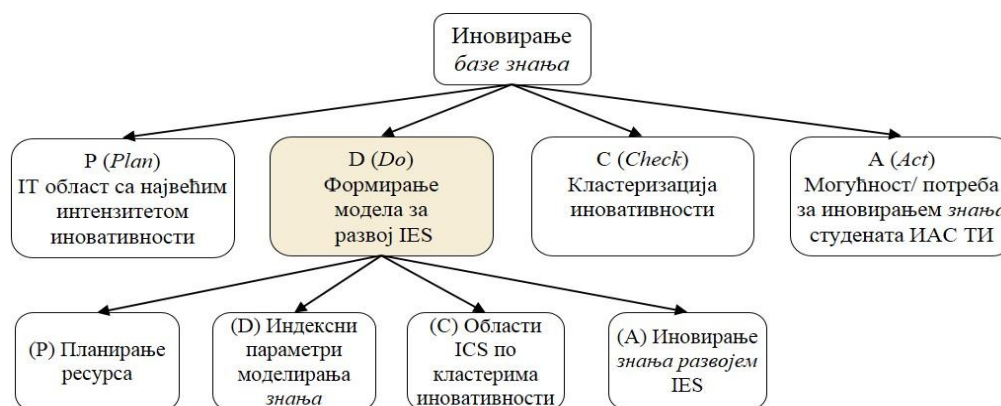 Иновирање
базе знања
P (Plan)
IT област са највећим
интензитетом
иновативности
D (Do)
Формирање
модела за
развој IES
C (Check)
Кластеризација
иновативности
A (Act)
Могућност/ потреба
за иновирањем знања
студената ИАС ТИ
(P) Планирање
ресурса
(D) Индексни
параметри
моделирања
знања
(C) Области
ICS по
кластерима
иновативности
(A) Иновирање
знања развојем
IES